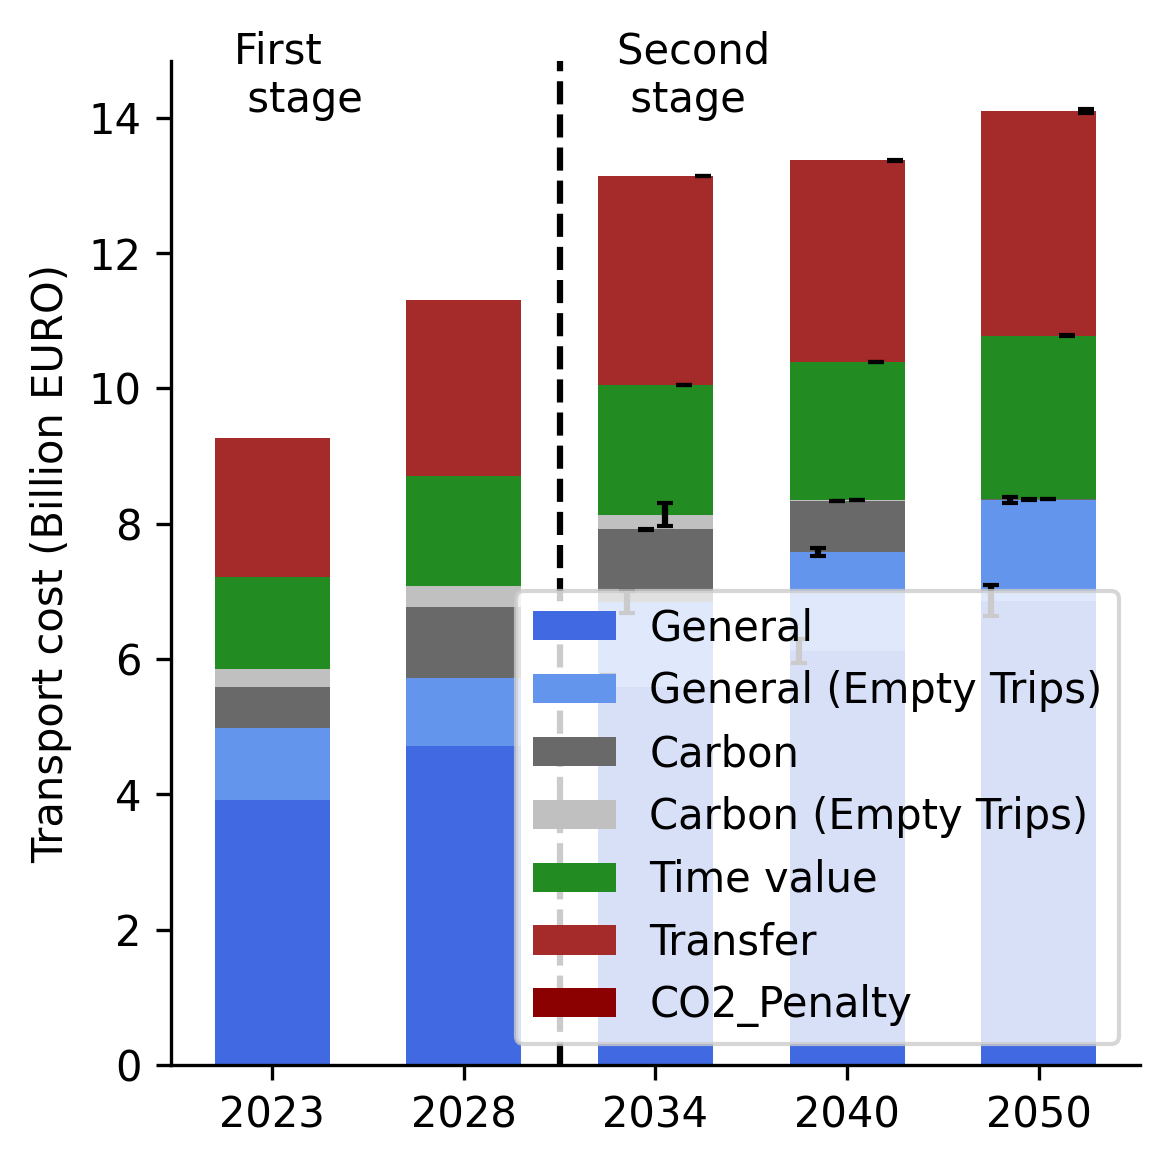 First
stage
Second
stage
Transport cost (Billion EURO)
14
12
10
8
6
4
2
0
General
General (Empty Trips)
Carbon
Carbon (Empty Trips)
Time value
Transfer
CO2_Penalty
2023 2028 2034 2040 2050